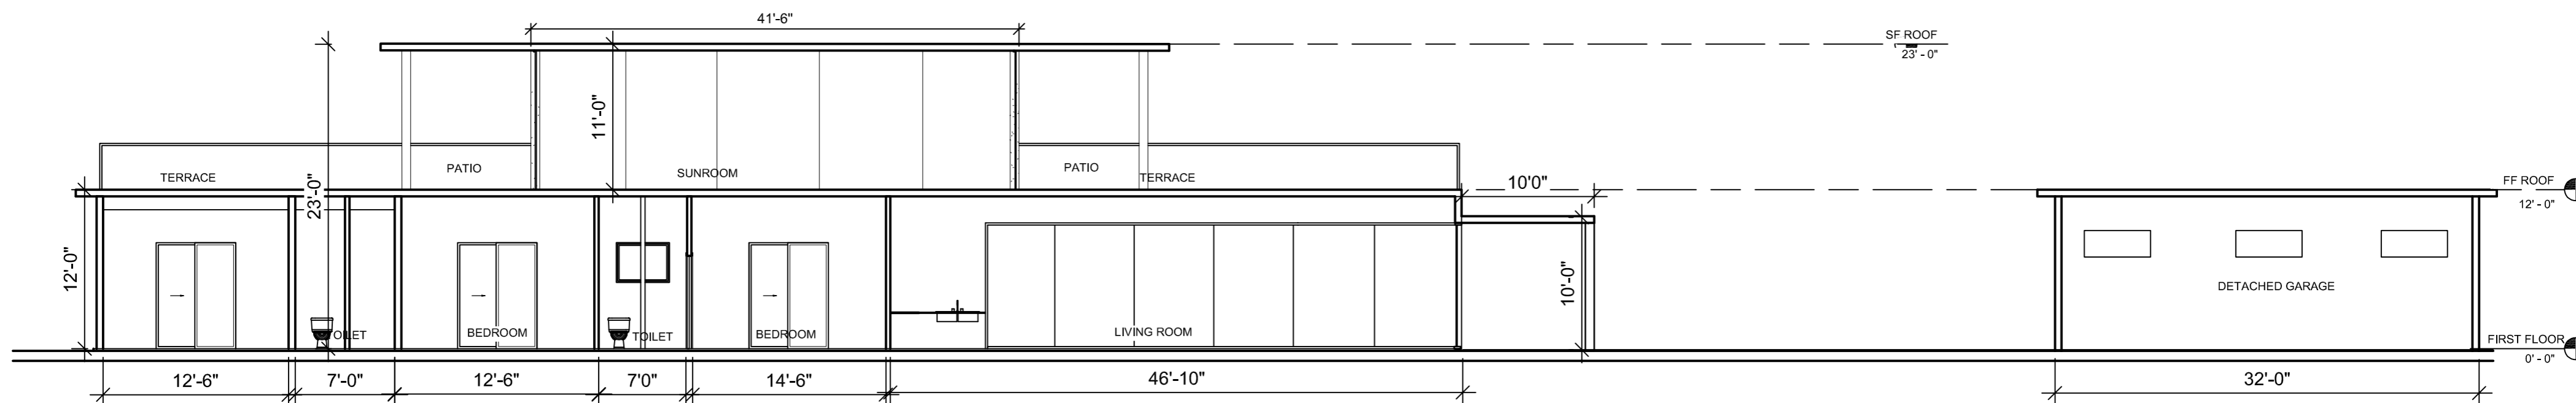 41'-6"
SF ROOF
23' - 0"
11'-0"
PATIO
SUNROOM
PATIO
TERRACE
TERRACE
23'-0"
10'0"
FF ROOF
12' - 0"
12'-0"
10'-0"
DETACHED GARAGE
TOILET
BEDROOM
TOILET
BEDROOM
LIVING ROOM
FIRST FLOOR
0' - 0"
12'-6"
7'-0"
12'-6"
7'0"
14'-6"
46'-10"
32'-0"